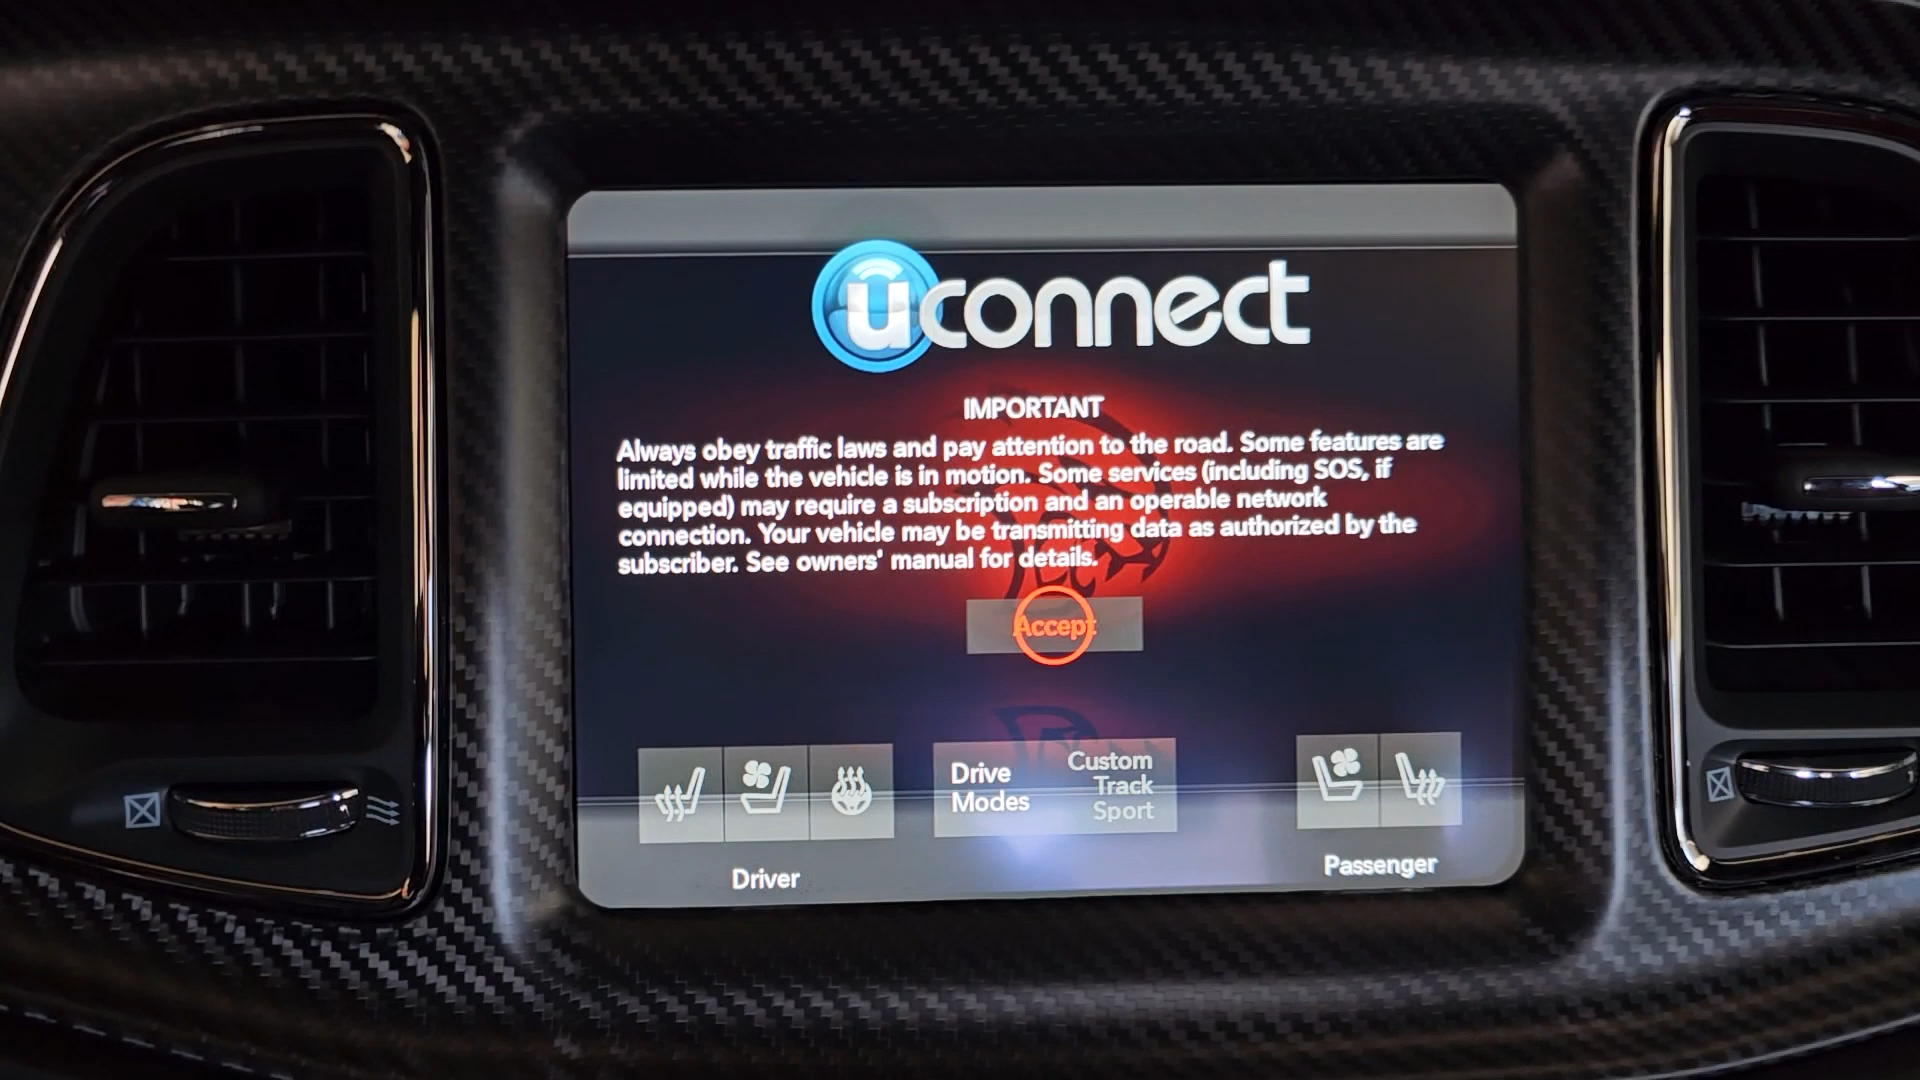 uconnect
IMPORTANT
Always obey traffic laws and pay attention to the road. Some features are
limited while the vehicle is in motion. Some services (including SOS, if
equipped) may require a subscription and an operable network
connection. Your vehicle may be transmitting data as authorized by the
subscriber. See owners' manual for details.
Accept
Drive
Modes
Custom
Track
Sport
Driver
Passenger